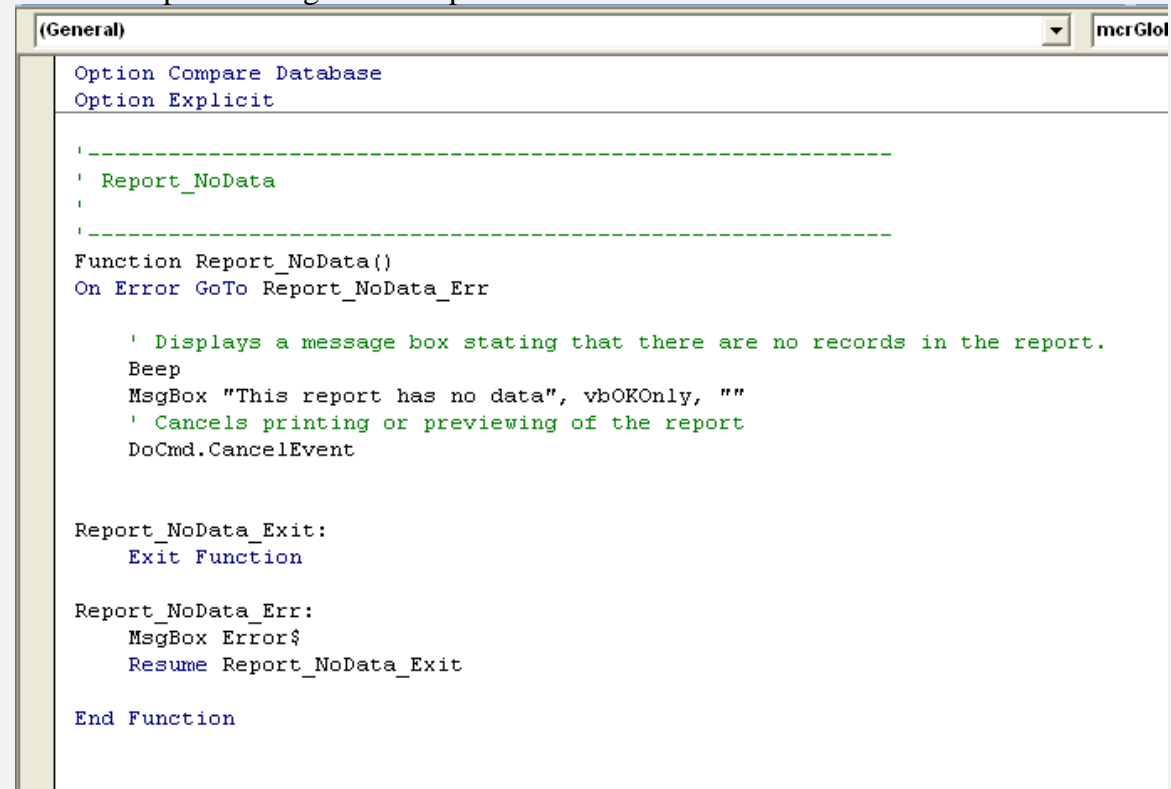 (General)
Option Compare Database
Option Explicit
'------------------------------------------------------------
' Report_NoData
'
'------------------------------------------------------------
Function Report_NoData()
On Error GoTo Report_NoData_Err
' Displays a message box stating that there are no records in the report.
Beep
MsgBox "This report has no data", vbOKOnly, ""
' Cancels printing or previewing of the report
DoCmd.CancelEvent
Report_NoData_Exit:
Exit Function
Report_NoData_Err:
MsgBox Error$
Resume Report_NoData_Exit
End Function